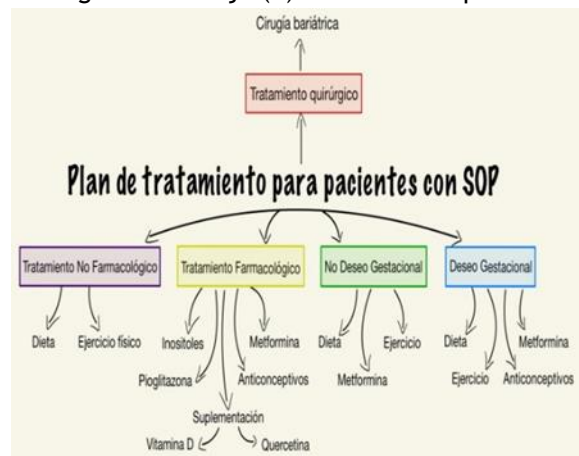 Cirugía bariátrica
Tratamiento quirúrgico
Plan de tratamiento para pacientes con SOP
Tratamiento No Farmacológico
Tratamiento Farmacológico
No Deseo Gestacional
Deseo Gestacional
Dieta
Ejercicio físico
Inositoles
Metformina
Pioglitazona
Anticonceptivos
Suplementación
Vitamina D
Quercetina
Dieta
Ejercicio
Metformina
Dieta
Metformina
Ejercicio
Anticonceptivos